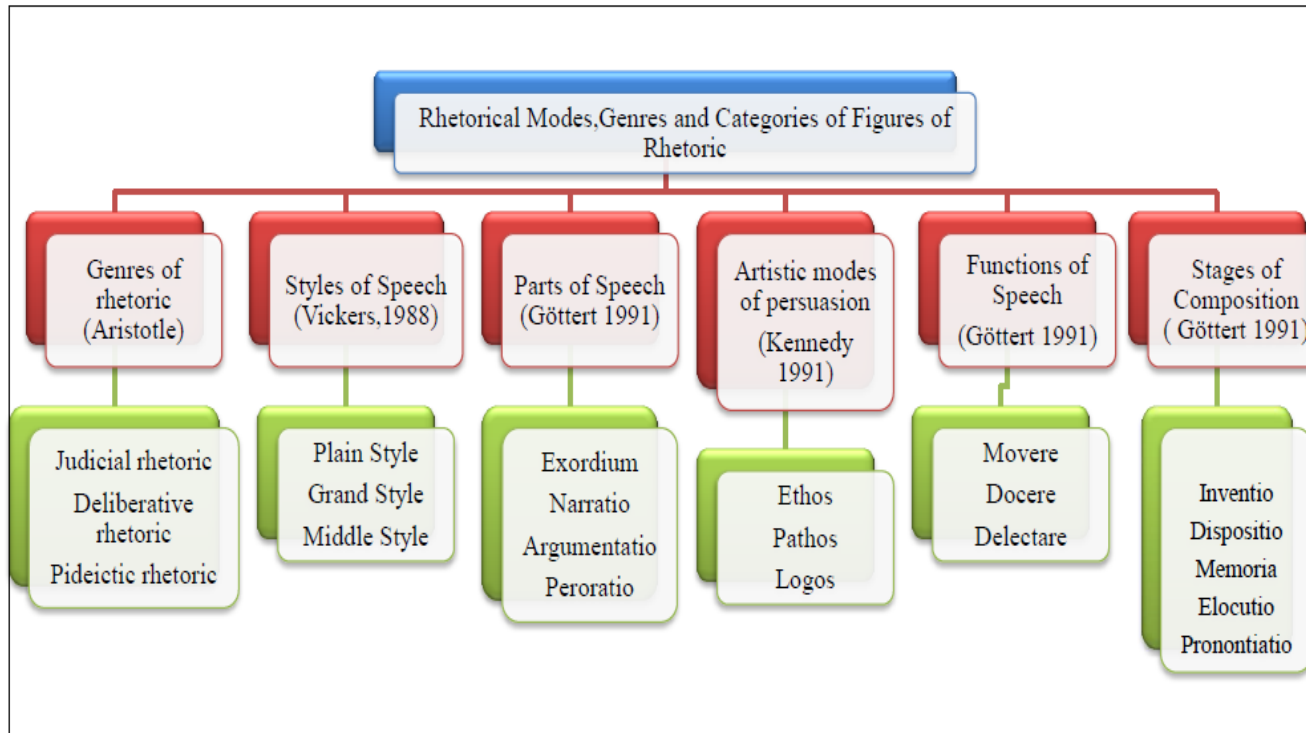 Rhetorical Modes,Genres and Categories of Figures of
Rhetoric
Genres of
rhetoric
(Aristotle)
Styles of Speech
(Vickers,1988)
Parts of Speech
(Göttert 1991)
Artistic modes
of persuasion
(Kennedy
1991)
Functions of
Speech
(Göttert 1991)
Stages of
Composition
( Göttert 1991)
Judicial rhetoric
Deliberative
rhetoric
Pideictic rhetoric
Plain Style
Grand Style
Middle Style
Exordium
Narratio
Argumentatio
Peroratio
Ethos
Pathos
Logos
Movere
Docere
Delectare
Inventio
Dispositio
Memoria
Elocutio
Pronontiatio